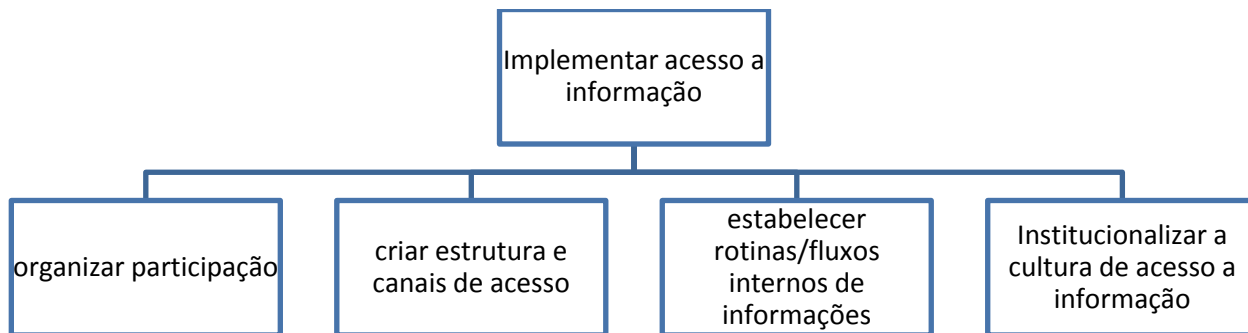 Implementar acesso a
informação
organizar participação
criar estrutura e
canais de acesso
estabelecer
rotinas/fluxos
internos de
informações
Institucionalizar a
cultura de acesso a
informação